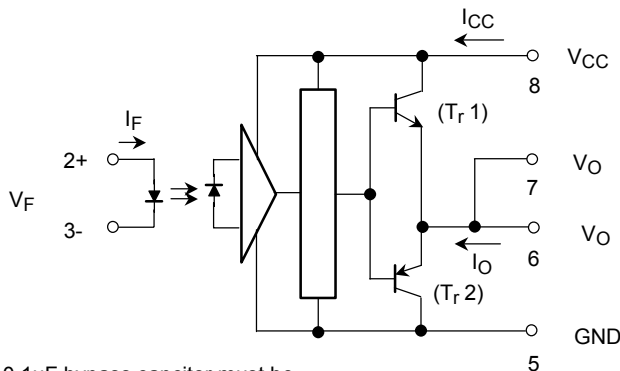 ICC
VCC
8
(Tr 1)
IF
2+
VO
7
VF
3-
VO
6
IO
(Tr 2)
GND
5